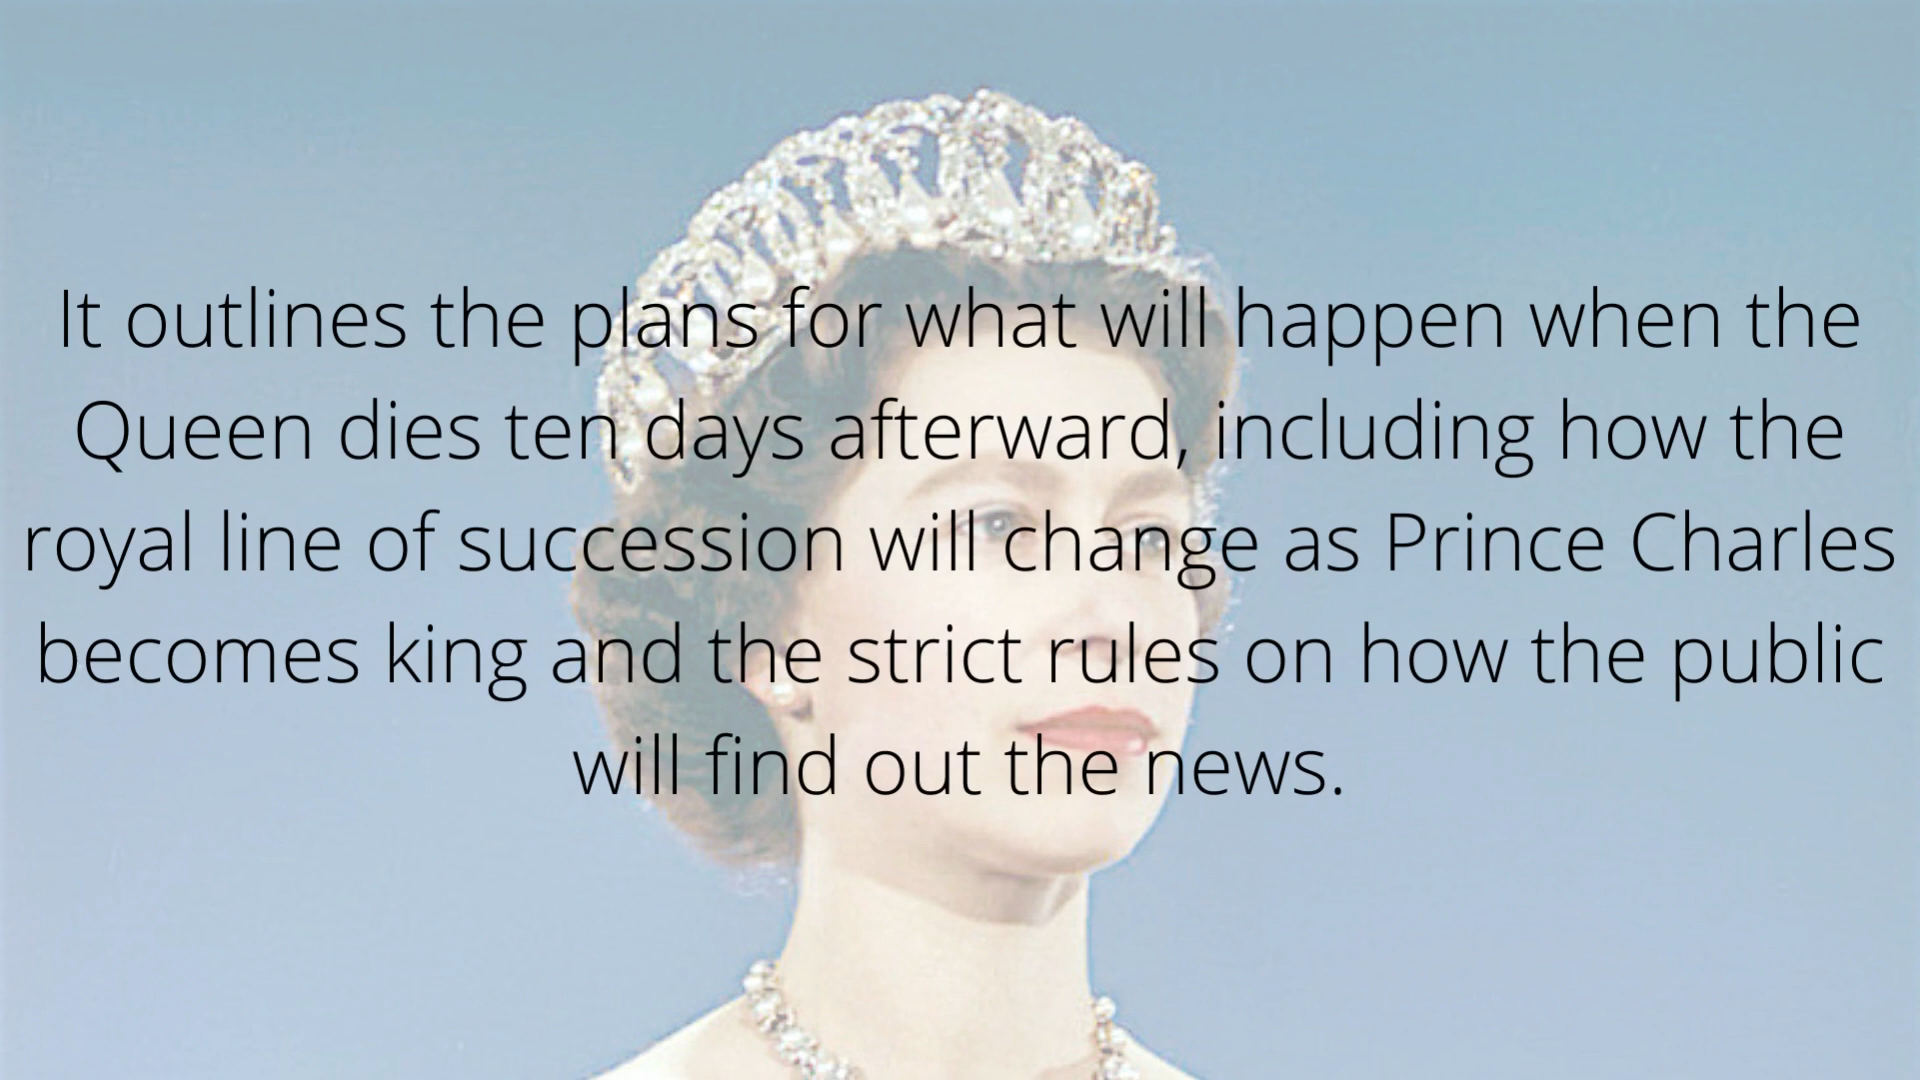 It outlines the plans for what will happen when the
Queen dies ten days afterward, including how the
royal line of succession will change as Prince Charles
becomes king and the strict rules on how the public
will find out the news.